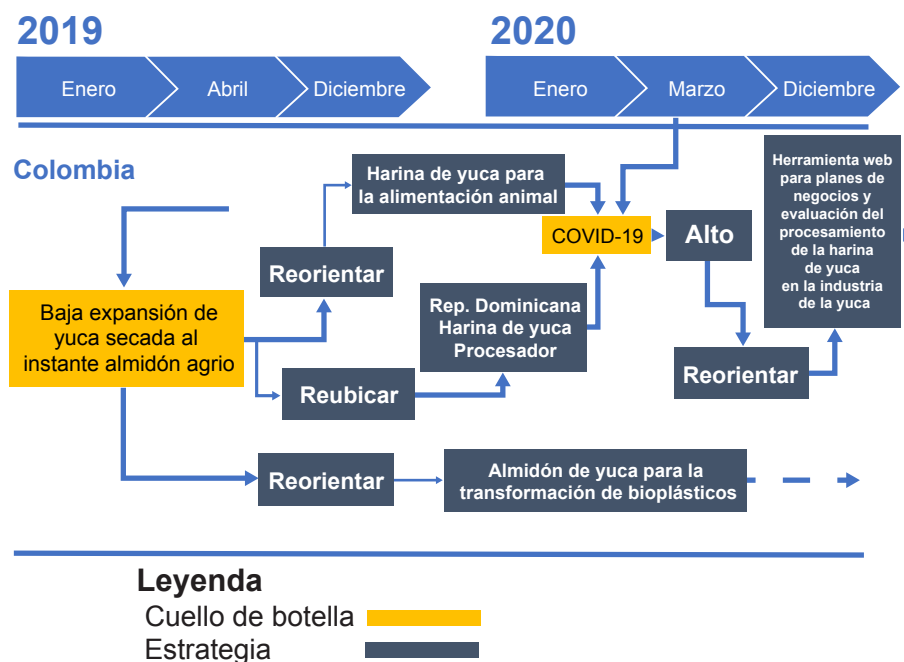 2019
2020
Enero
Abril
Diciembre
Enero
Marzo
Diciembre
Colombia
Harina de yuca para
la alimentación animal
Herramienta web
para planes de
negocios y
evaluación del
procesamiento
de la harina
de yuca
en la industria
de la yuca
COVID-19
Alto
Reorientar
Baja expansión de
yuca secada al
instante almidón agrio
Rep. Dominicana
Harina de yuca
Procesador
Reubicar
Reorientar
Reorientar
Almidón de yuca para la
transformación de bioplásticos
Leyenda
Cuello de botella
Estrategia